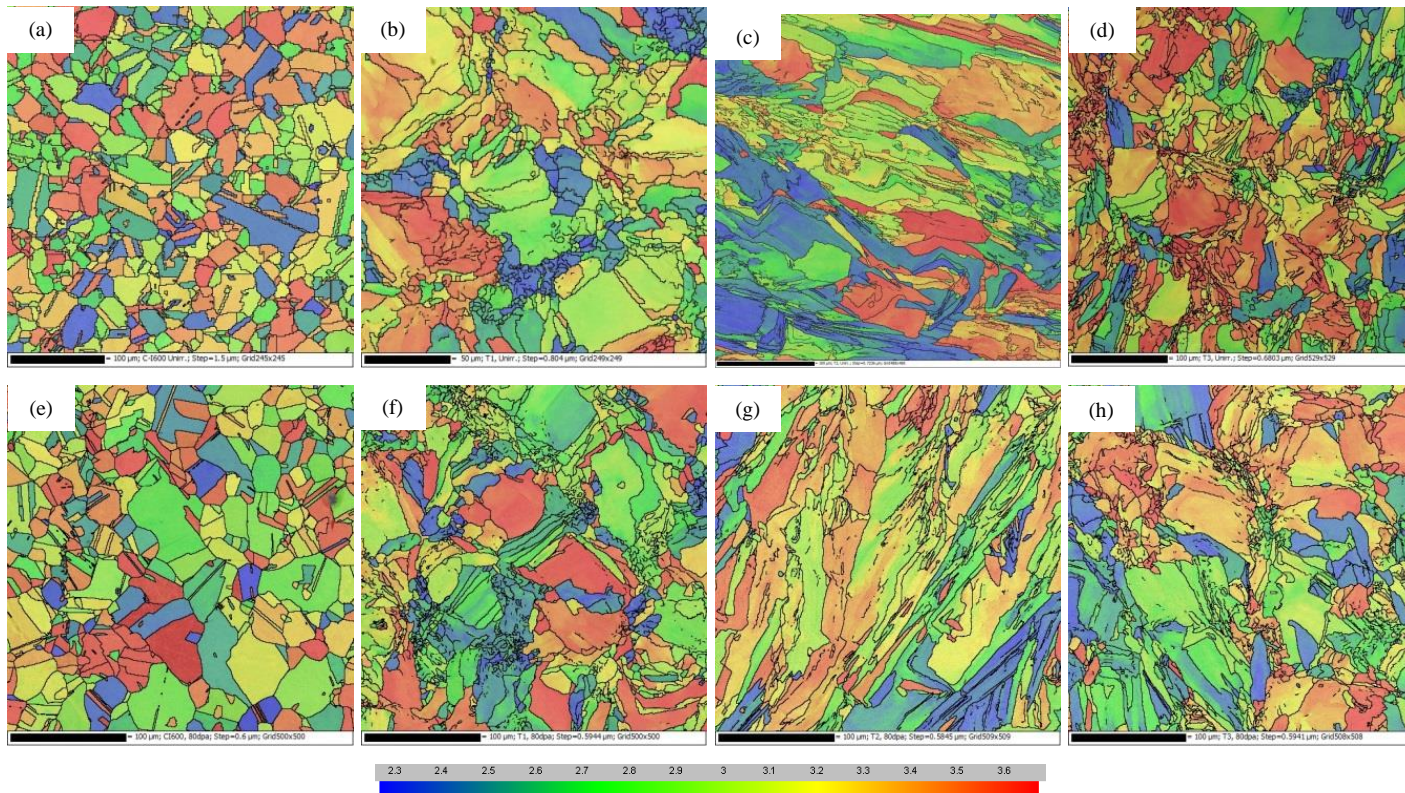 (a)
(b)
(c)
(d)
= 100 µm; C-I600 Unirr.; Step=1.5 µm; Grid245x245
= 50 µm; T1, Unirr.; Step=0.804 µm; Grid249x249
= 100 µm; T3, Unirr.; Step=0.6803 µm; Grid529x529
(e)
(f)
(g)
(h)
= 100 µm; CI600, 80dpa; Step=0.6 µm; Grid500x500
= 100 µm; T1, 80dpa; Step=0.5944 µm; Grid500x500
= 100 µm; T2, 80dpa; Step=0.5845 µm; Grid509x509
= 100 µm; T3, 80dpa; Step=0.5941 µm; Grid508x508
2.3 2.4 2.5 2.6 2.7 2.8 2.9 3 3.1 3.2 3.3 3.4 3.5 3.6